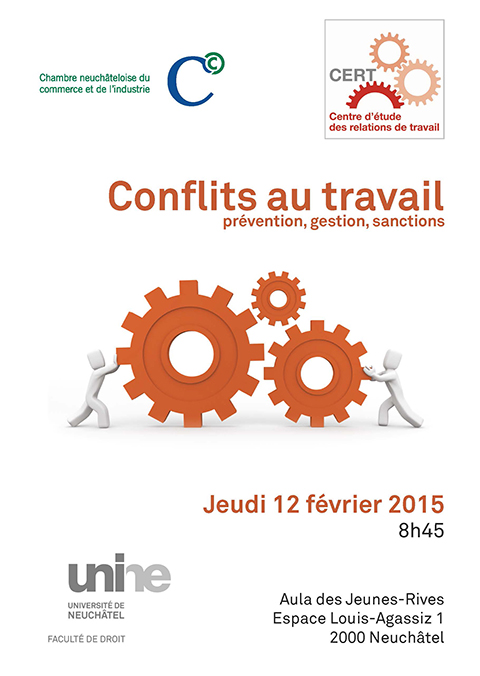 Chambre neuchâteloise du
commerce et de l'industrie
CERT
Centre d'étude
des relations de travail
Conflits au travail
prévention, gestion, sanctions
Jeudi 12 février 2015
8h45
unine
UNIVERSITÉ DE
NEUCHÂTEL
FACULTÉ DE DROIT
Aula des Jeunes-Rives
Espace Louis-Agassiz 1
2000 Neuchâtel